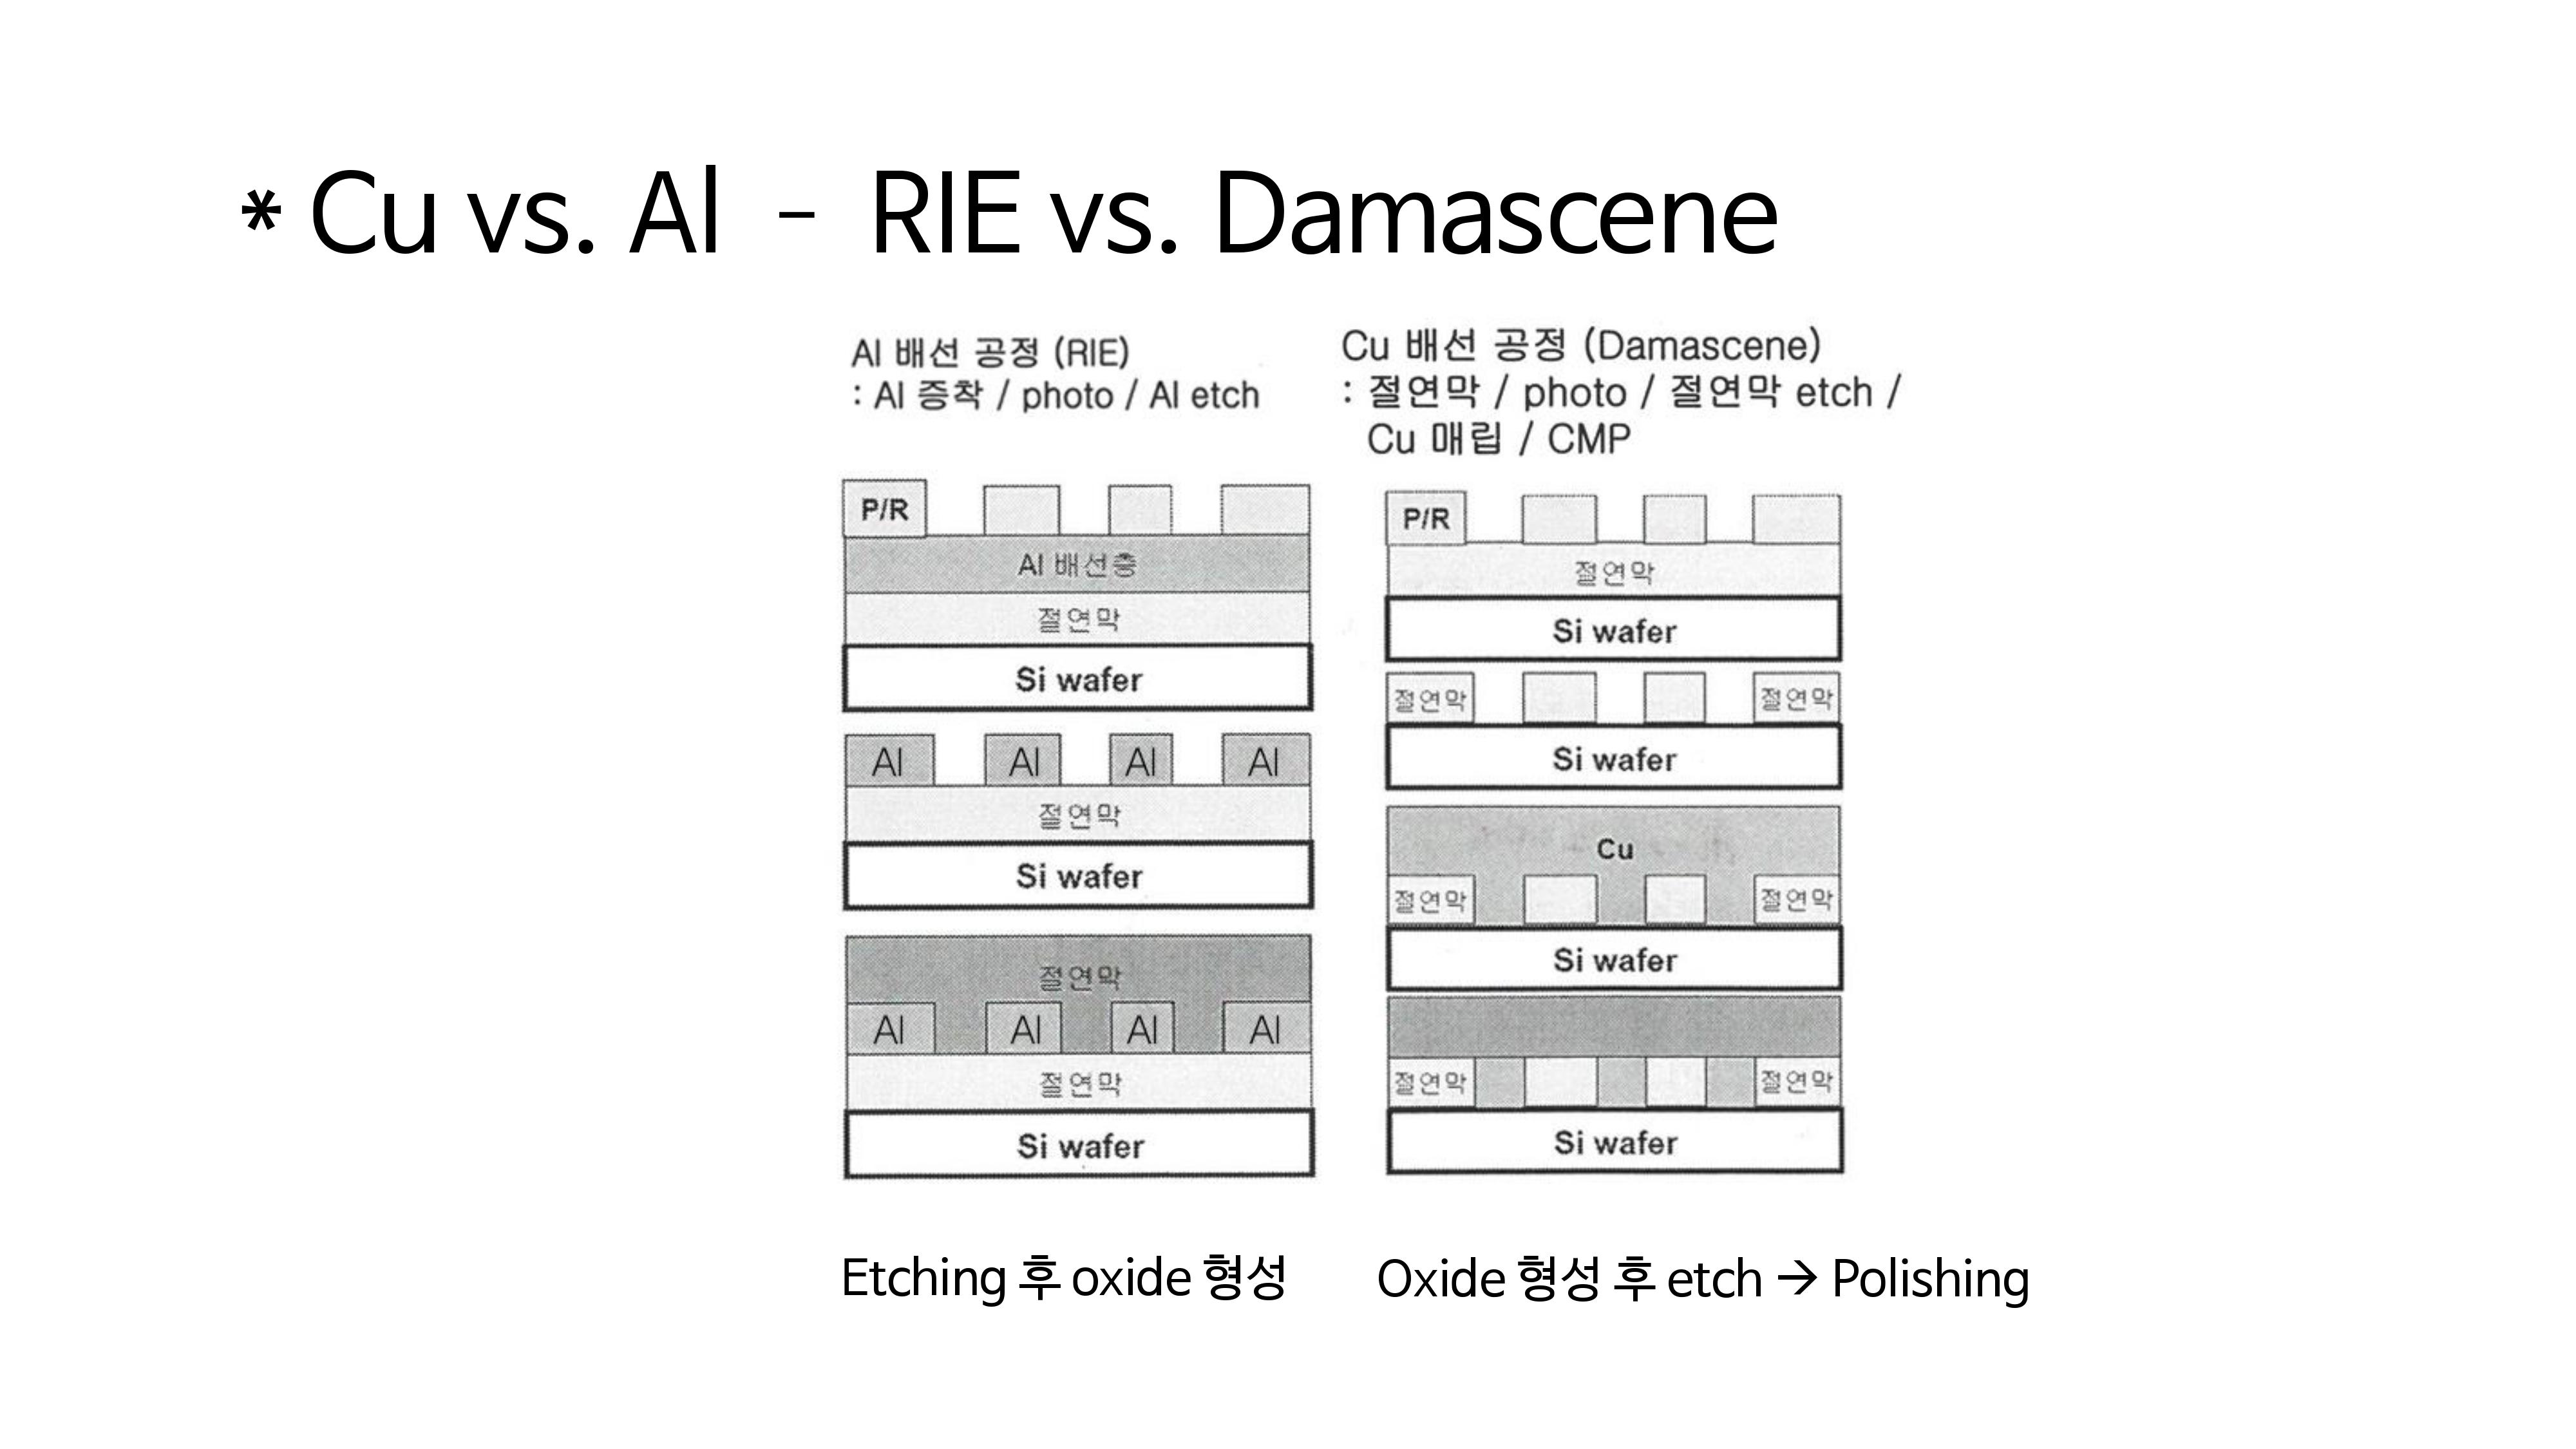 * Cu vs. Al - RIE vs. Damascene
Al 배선 공정 (RIE)
: Al 증착 / photo / Al etch
P/R
Al 배선층
절연막
Si wafer
Al Al Al Al
절연막
Si wafer
절연막
Al Al Al Al
절연막
Si wafer
Etching 후 oxide 형성
Cu 배선 공정 (Damascene)
: 절연막 / photo / 절연막 etch /
Cu 매립 / CMP
P/R
절연막
Si wafer
절연막 절연막
Si wafer
Cu
절연막 절연막
Si wafer
절연막 절연막
Si wafer
Oxide 형성 후 etch → Polishing